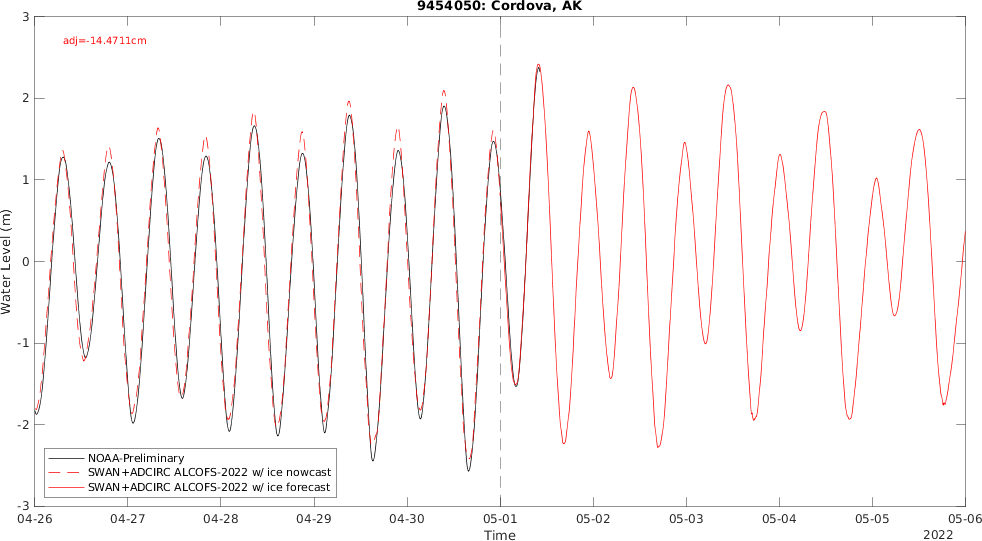 9454050: Cordova, AK
adj=-14.4711cm
3
2
1
0
-1
-2
-3
Water Level (m)
NOAA-Preliminary
SWAN+ADCIRC ALCOFS-2022 w/ ice nowcast
SWAN+ADCIRC ALCOFS-2022 w/ ice forecast
04-26 04-27 04-28 04-29 04-30 05-01 05-02 05-03 05-04 05-05 05-06
Time
2022